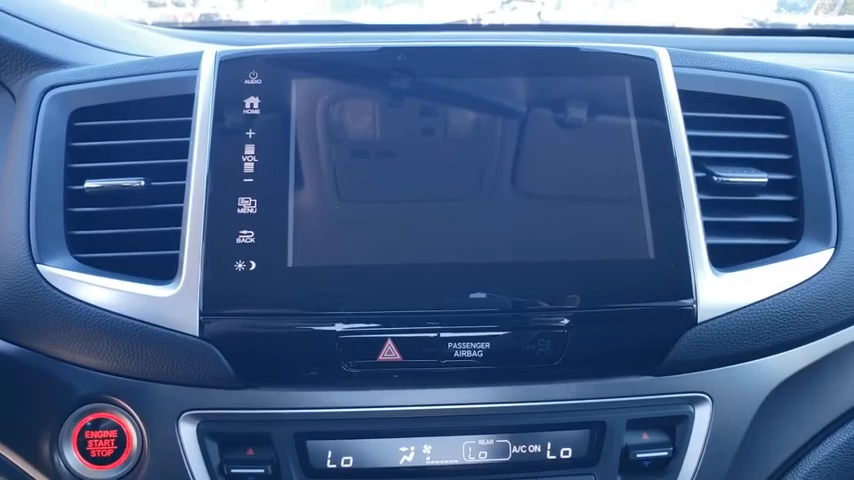 AUDIO
HOME
+
VOL
−
MENU
BACK
PASSENGER
AIRBAG
ENGINE
START
STOP
REAR
Lo
Lo
A/C ON
Lo